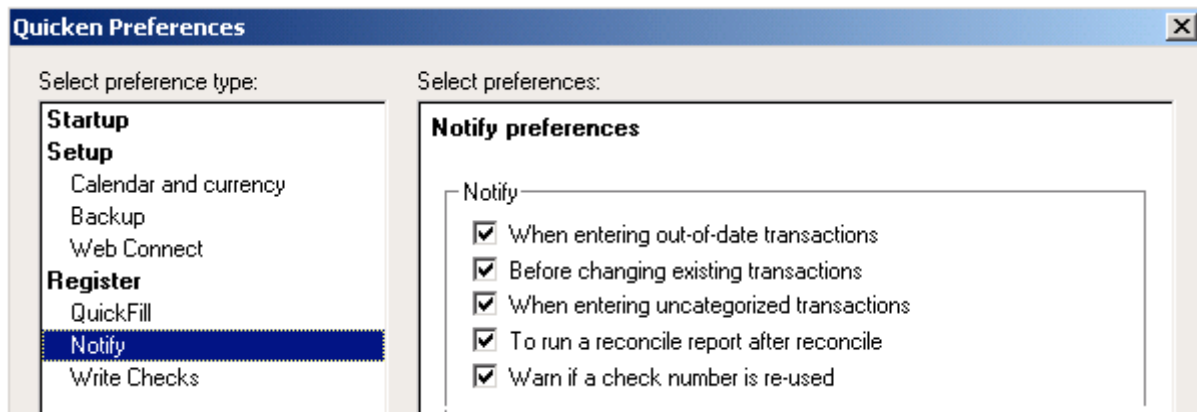 Quicken Preferences
Select preference type:
Startup
Setup
Calendar and currency
Backup
Web Connect
Register
QuickFill
Notify
Write Checks
Select preferences:
Notify preferences
Notify
When entering out-of-date transactions
Before changing existing transactions
When entering uncategorized transactions
To run a reconcile report after reconcile
Warn if a check number is re-used